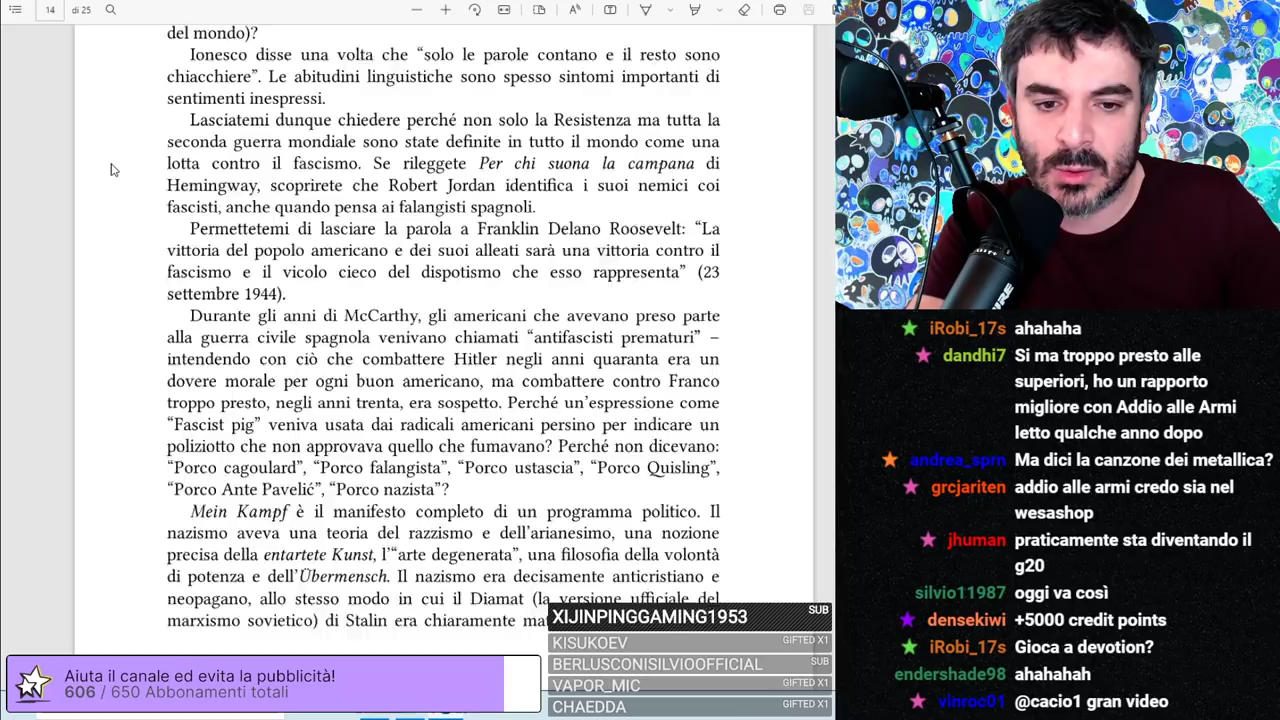 14
di 25
del mondo)?
Ionesco disse una volta che “solo le parole contano e il resto sono
chiacchiere”. Le abitudini linguistiche sono spesso sintomi importanti di
sentimenti inespressi.
Lasciatemi dunque chiedere perché non solo la Resistenza ma tutta la
seconda guerra mondiale sono state definite in tutto il mondo come una
lotta contro il fascismo. Se rileggete Per chi suona la campana di
Hemingway, scoprirete che Robert Jordan identifica i suoi nemici coi
fascisti, anche quando pensa ai falangisti spagnoli.
Permettetemi di lasciare la parola a Franklin Delano Roosevelt: “La
vittoria del popolo americano e dei suoi alleati sarà una vittoria contro il
fascismo e il vicolo cieco del dispotismo che esso rappresenta” (23
settembre 1944).
Durante gli anni di McCarthy, gli americani che avevano preso parte
alla guerra civile spagnola venivano chiamati “antifascisti prematuri” –
intendendo con ciò che combattere Hitler negli anni quaranta era un
dovere morale per ogni buon americano, ma combattere contro Franco
troppo presto, negli anni trenta, era sospetto. Perché un’espressione come
“Fascist pig” veniva usata dai radicali americani persino per indicare un
poliziotto che non approvava quello che fumavano? Perché non dicevano:
“Porco cagoulard”, “Porco falangista”, “Porco ustascia”, “Porco Quisling”,
“Porco Ante Pavelić”, “Porco nazista”?
Mein Kampf è il manifesto completo di un programma politico. Il
nazismo aveva una teoria del razzismo e dell’arianesimo, una nozione
precisa della entartete Kunst, l’“arte degenerata”, una filosofia della volontà
di potenza e dell’Übermensch. Il nazismo era decisamente anticristiano e
neopagano, allo stesso modo in cui il Diamat (la versione ufficiale del
marxismo sovietico) di Stalin era chiaramente
XIJINPINGGAMING1953 SUB
KISUKOEV GIFTED X1
BERLUSCONISILVIOOFFICIAL SUB
VAPOR_MIC GIFTED X1
CHAEDDA GIFTED X1
Aiuta il canale ed evita la pubblicità!
606 / 650 Abbonamenti totali
iRobi_17s ahahaha
dandhi7 Si ma troppo presto alle
superiori, ho un rapporto
migliore con Addio alle Armi
letto qualche anno dopo
andrea_sprn Ma dici la canzone dei metallica?
grcjariten addio alle armi credo sia nel
wesashop
jhuman praticamente sta diventando il
g20
silvio11987 oggi va così
densekiwi +5000 credit points
iRobi_17s Gioca a devotion?
endershade98 ahahahah
vinroc01 @cacio1 gran video